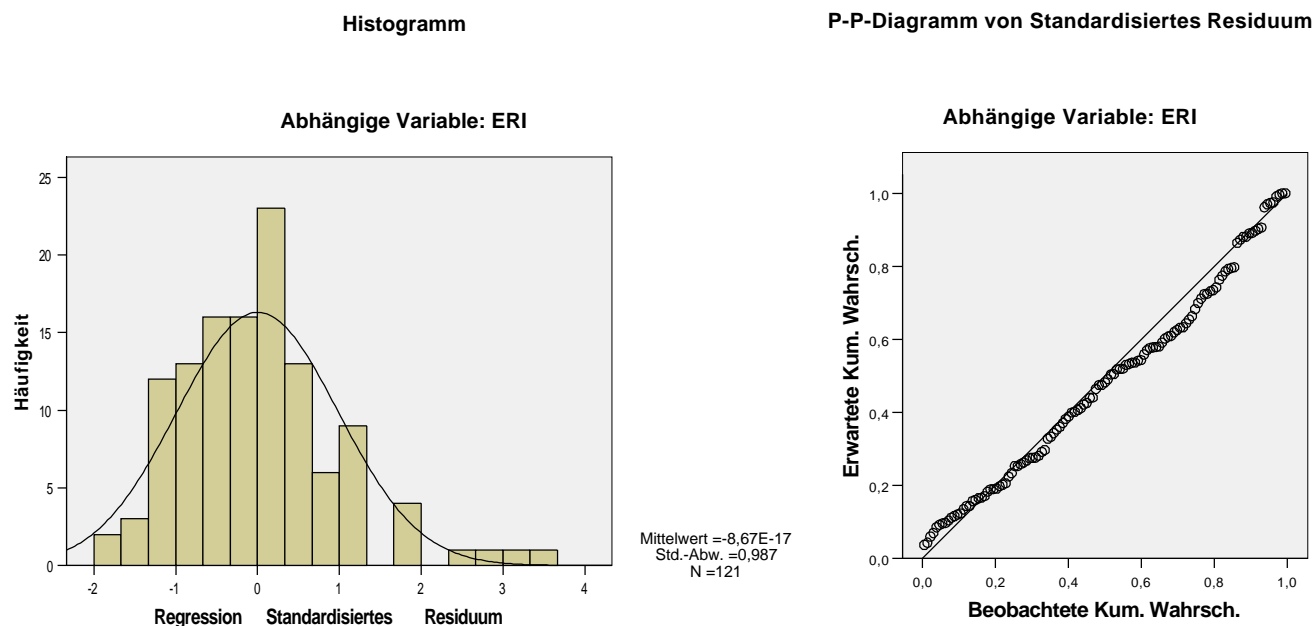 Histogramm
Abhängige Variable: ERI
Häufigkeit
25
20
15
10
5
0
-2 -1 0 1 2 3 4
Regression Standardisiertes Residuum
Mittelwert =-8,67E-17
Std.-Abw. =0,987
N =121
P-P-Diagramm von Standardisiertes Residuum
Abhängige Variable: ERI
Erwartete Kum. Wahrsch.
1,0
0,8
0,6
0,4
0,2
0,0
0,0 0,2 0,4 0,6 0,8 1,0
Beobachtete Kum. Wahrsch.